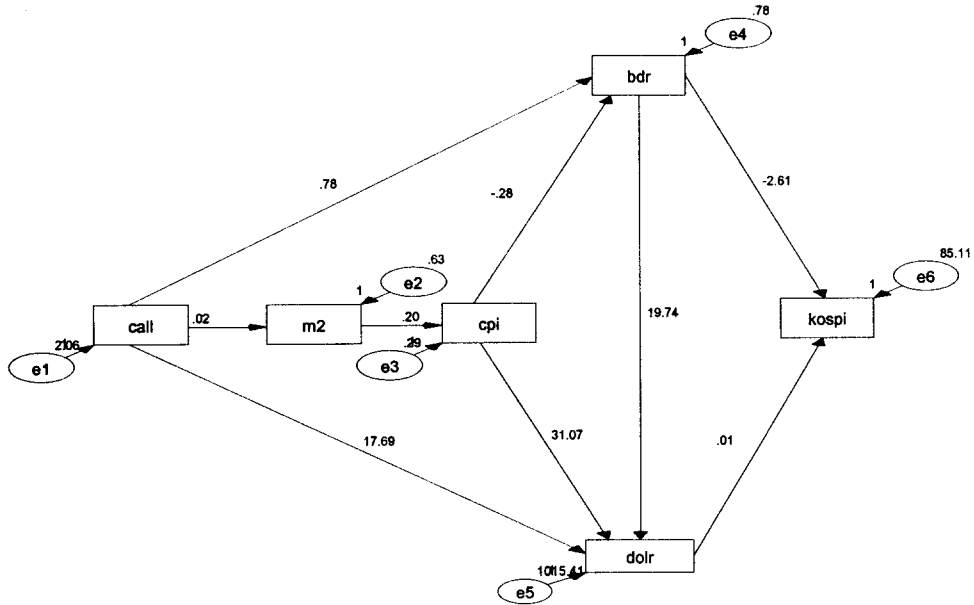 .78
1
e4
bdr
.78
-.28
-2.61
.63
85.11
1
e2
1
e6
call
.02
m2
.20
cpi
19.74
kospi
e1
e3
17.69
31.07
.01
dolr
e5